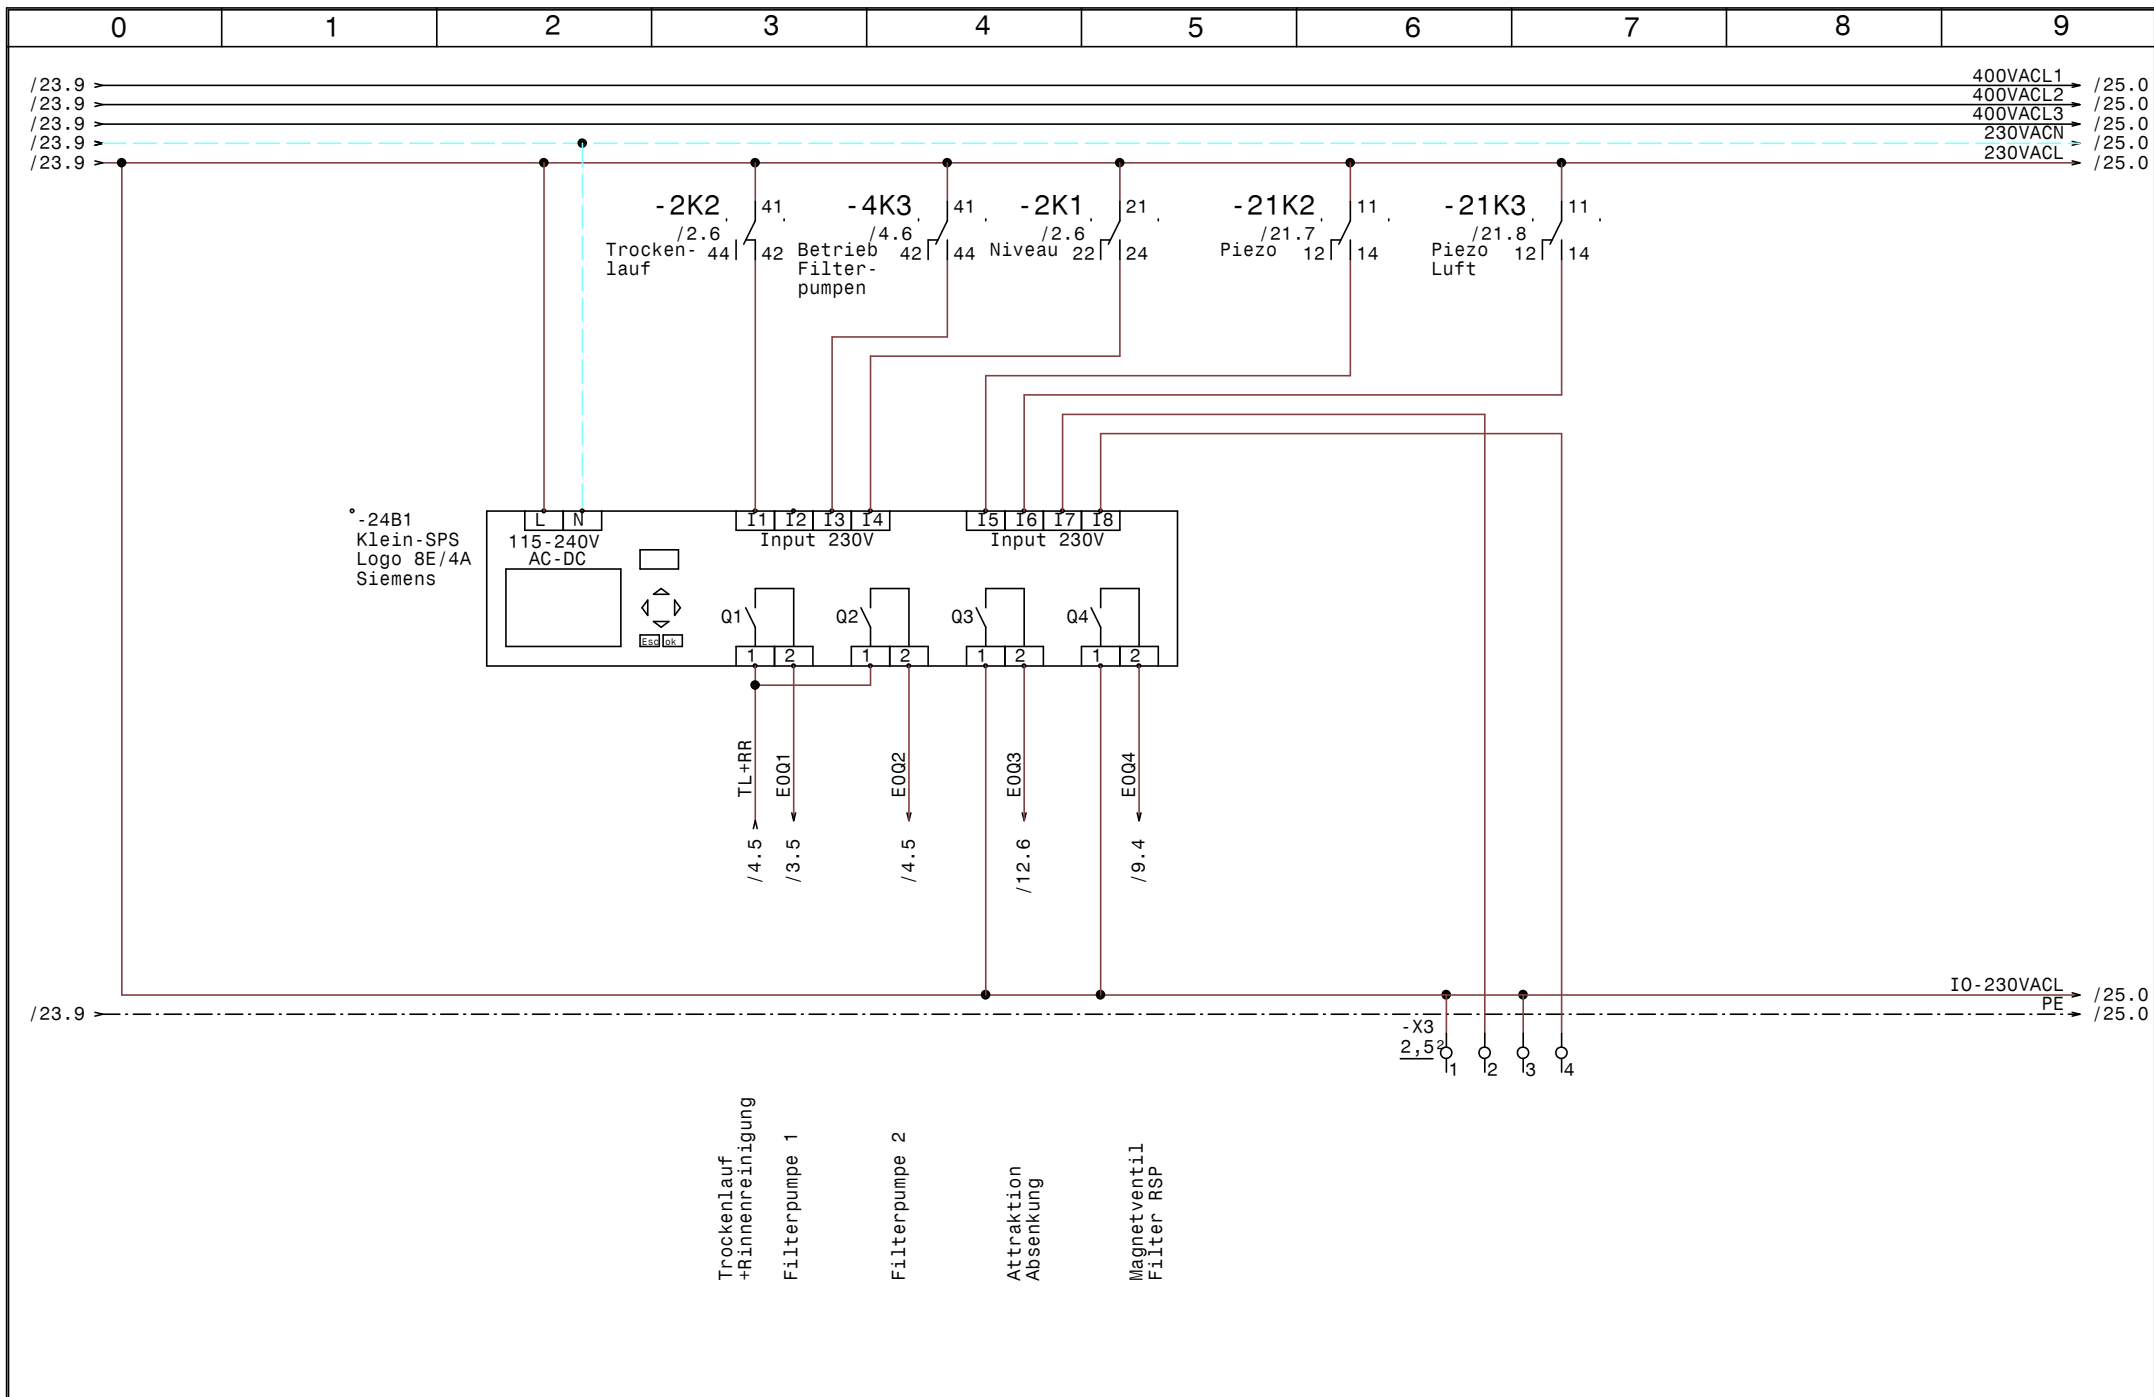 0 1 2 3 4 5 6 7 8 9
/23.9 400VACL1 /25.0
/23.9 400VACL2 /25.0
/23.9 400VACL3 /25.0
/23.9 230VACN /25.0
/23.9 230VACL /25.0
-2K2 41
/2.6
Trocken- 44 42
lauf
-4K3 41
/4.6
Betrieb 42 44
Filter-
pumpen
-2K1 21
/2.6
Niveau 22 24
-21K2 11
/21.7
Piezo 12 14
-21K3 11
/21.8
Piezo 12 14
Luft
-24B1
Klein-SPS
Logo 8E/4A
Siemens
L N
115-240V
AC-DC
I1 I2 I3 I4
Input 230V
I5 I6 I7 I8
Input 230V
Esc ok
Q1 Q2 Q3 Q4
1 2 1 2 1 2 1 2
TL+RR
/4.5
E0Q1
/3.5
E0Q2
/4.5
E0Q3
/12.6
E0Q4
/9.4
IO-230VACL /25.0
/23.9 PE /25.0
-X3
2,5²
1 2 3 4
Trockenlauf
+Rinnenreinigung
Filterpumpe 1
Filterpumpe 2
Attraktion
Absenkung
Magnetventil
Filter RSP